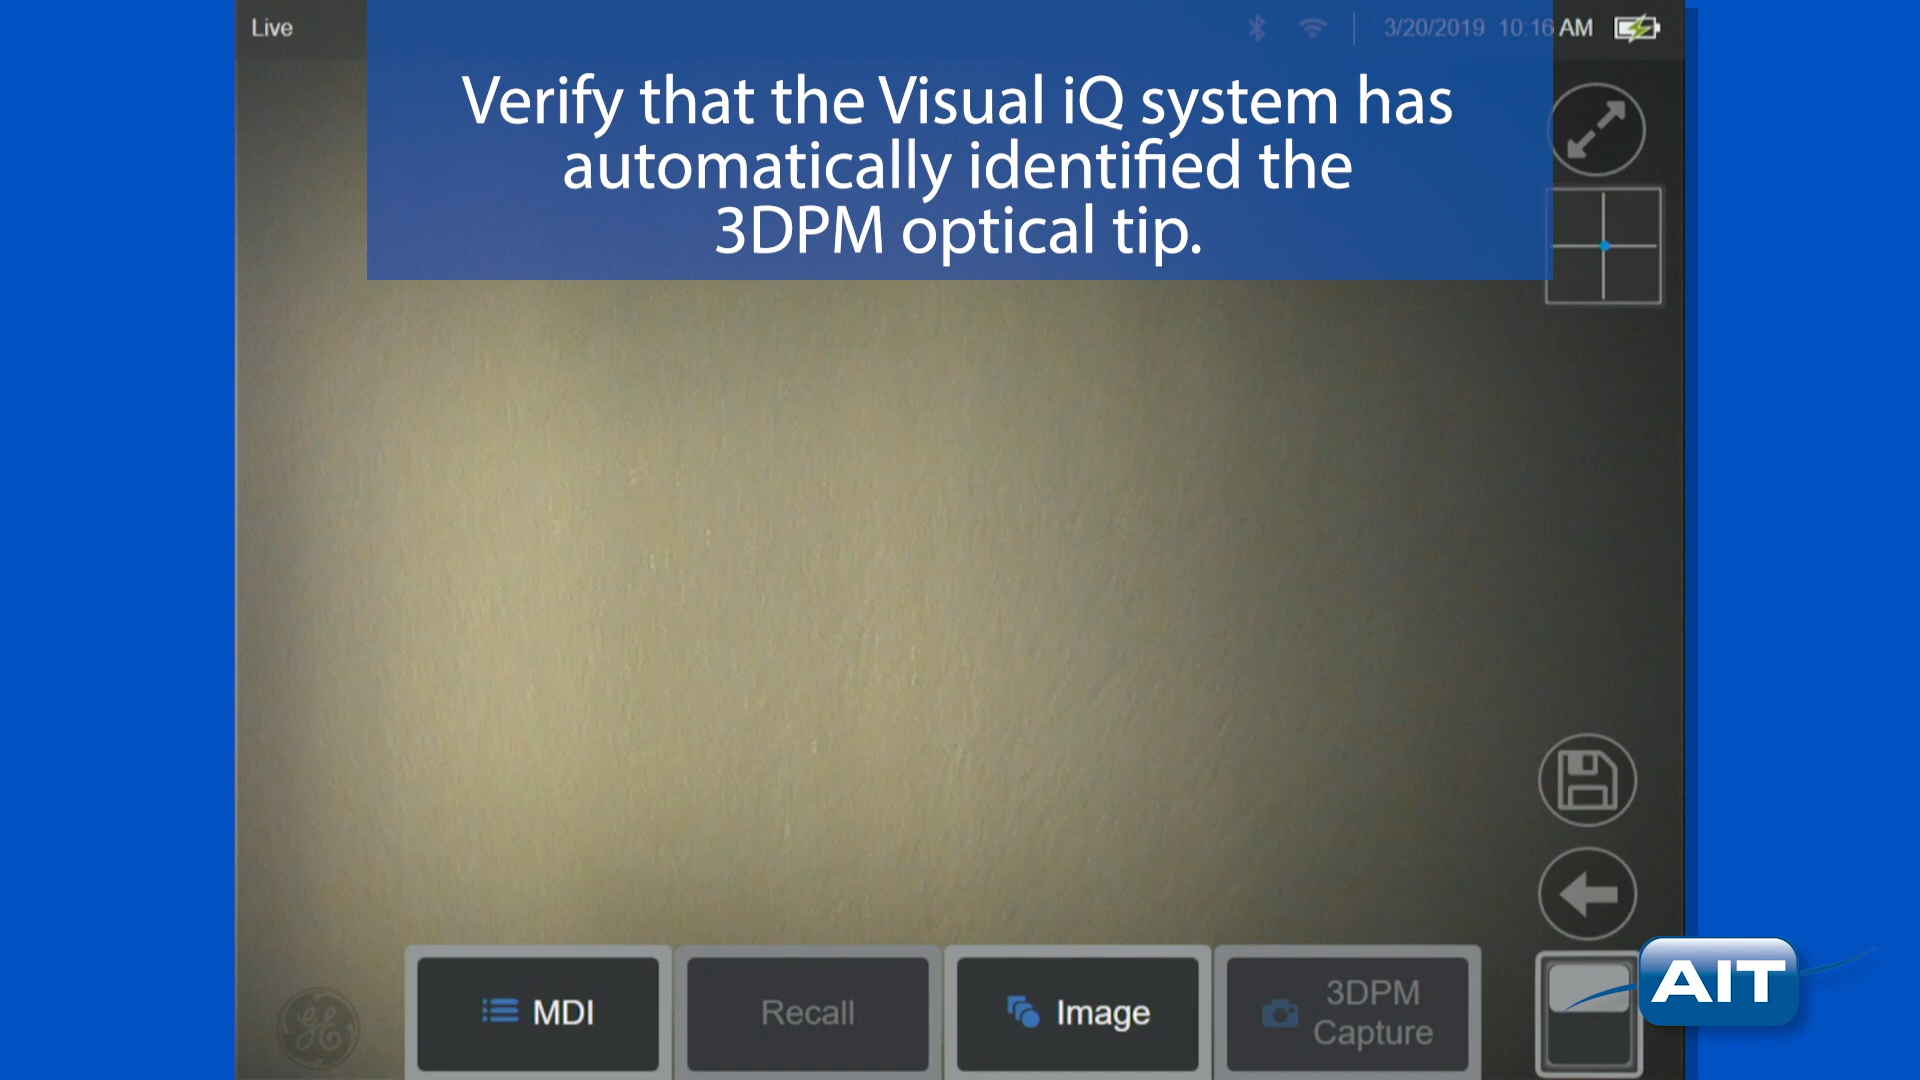 Live
3/20/2019 10:16 AM
Verify that the Visual iQ system has
automatically identified the
3DPM optical tip.
MDI
Recall
Image
3DPM
Capture
GE
AIT